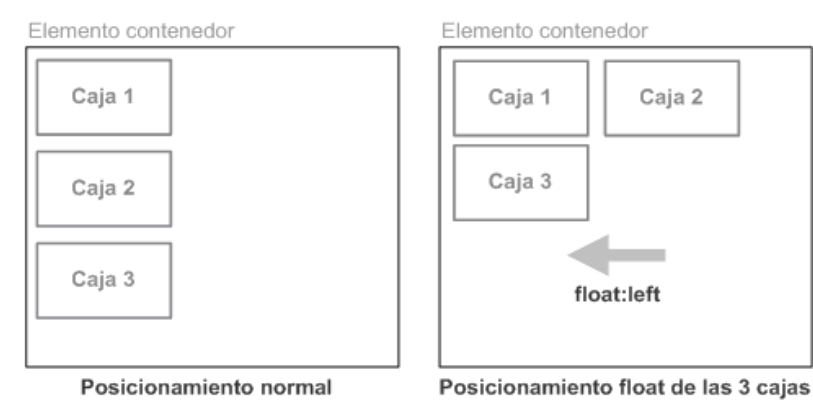 Elemento contenedor
Caja 1
Caja 2
Caja 3
Posicionamiento normal
Elemento contenedor
Caja 1
Caja 2
Caja 3
float:left
Posicionamiento float de las 3 cajas